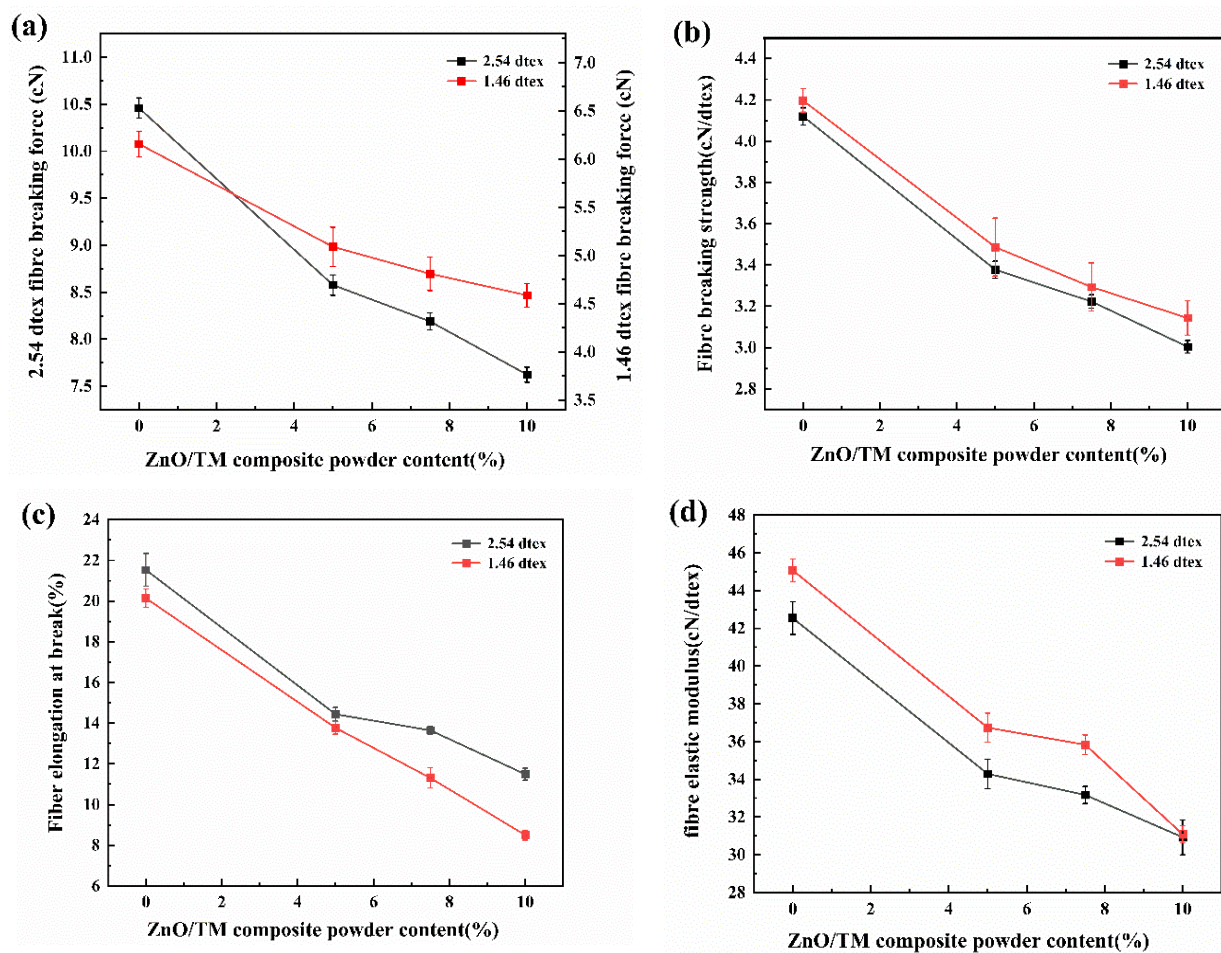 (a)
2.54 dtex
1.46 dtex
11.0
10.5
10.0
9.5
9.0
8.5
8.0
7.5
2.54 dtex fibre breaking force (cN)
7.0
6.5
6.0
5.5
5.0
4.5
4.0
3.5
1.46 dtex fibre breaking force (cN)
0 2 4 6 8 10
ZnO/TM composite powder content(%)
(b)
2.54 dtex
1.46 dtex
4.4
4.2
4.0
3.8
3.6
3.4
3.2
3.0
2.8
Fibre breaking strength(cN/dtex)
0 2 4 6 8 10
ZnO/TM composite powder content(%)
(c)
2.54 dtex
1.46 dtex
24
22
20
18
16
14
12
10
8
6
Fiber elongation at break(%)
0 2 4 6 8 10
ZnO/TM composite powder content(%)
(d)
2.54 dtex
1.46 dtex
48
46
44
42
40
38
36
34
32
30
28
fibre elastic modulus(cN/dtex)
0 2 4 6 8 10
ZnO/TM composite powder content(%)